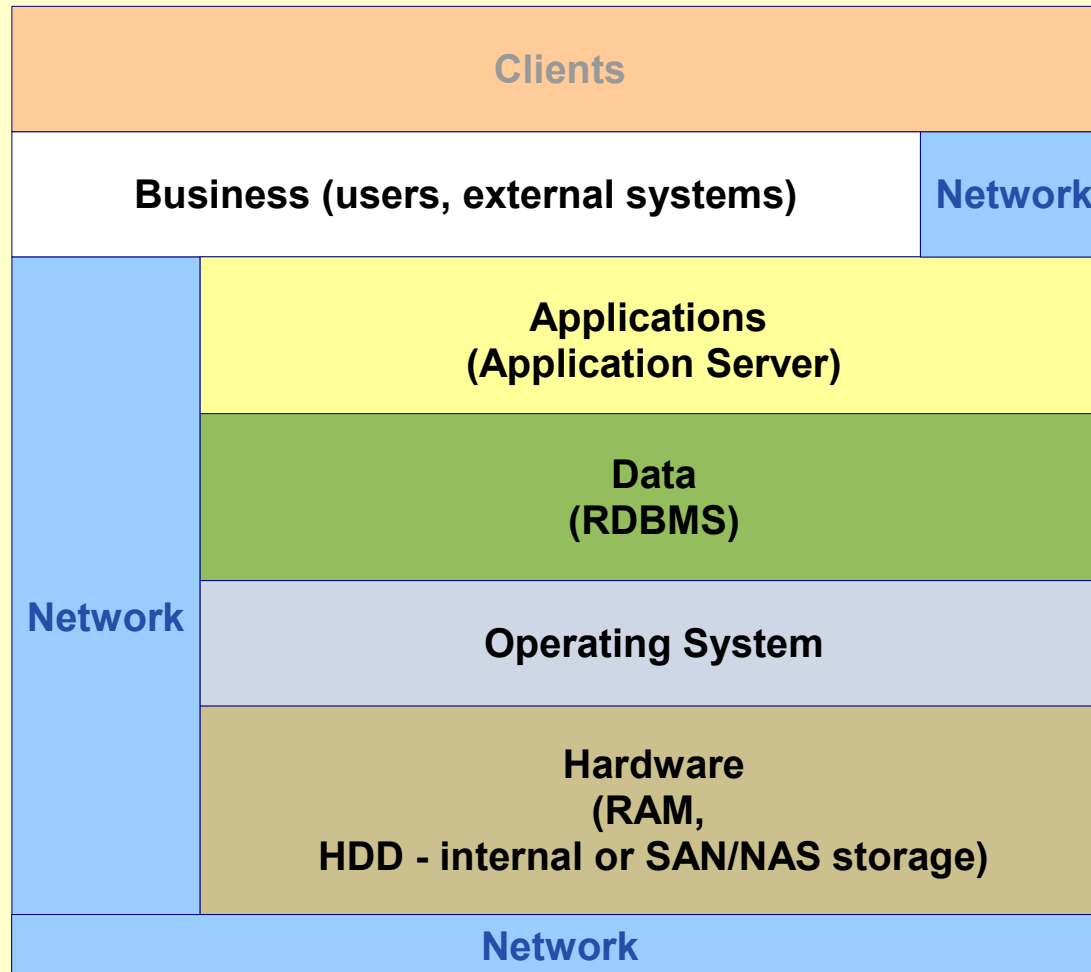 Clients
Business (users, external systems)
Network
Applications
(Application Server)
Data
(RDBMS)
Network
Operating System
Hardware
(RAM,
HDD - internal or SAN/NAS storage)
Network